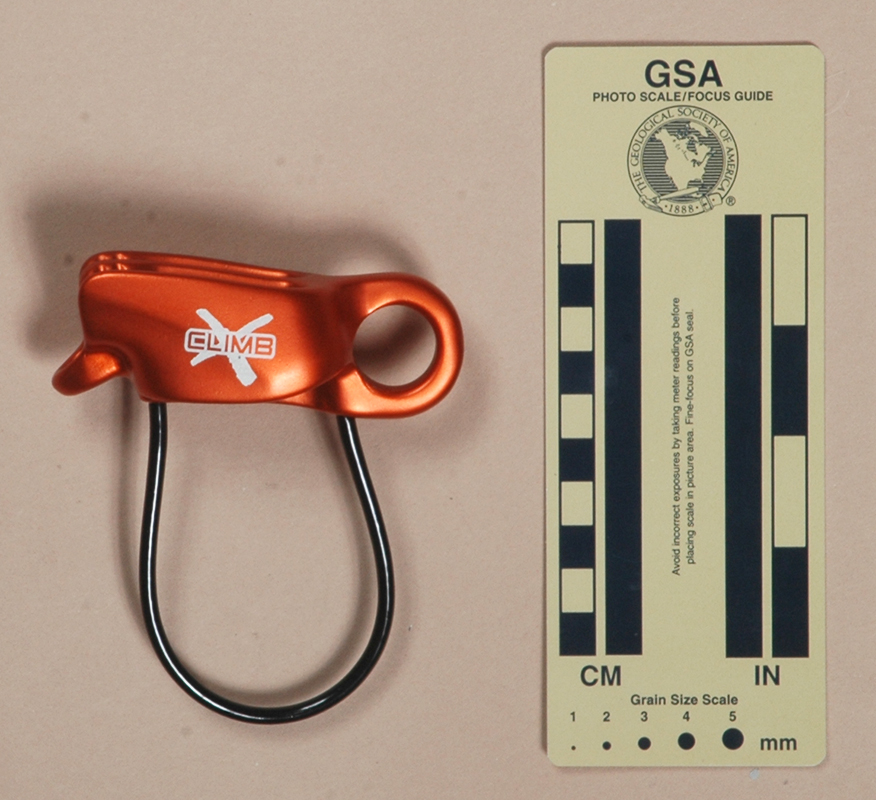 GSA
PHOTO SCALE/FOCUS GUIDE
THE GEOLOGICAL SOCIETY OF AMERICA
·1888·
®
X
CLIMB
Avoid incorrect exposures by taking meter readings before
placing scale in picture area. Fine-focus on GSA seal.
CM
IN
Grain Size Scale
1 2 3 4 5
mm